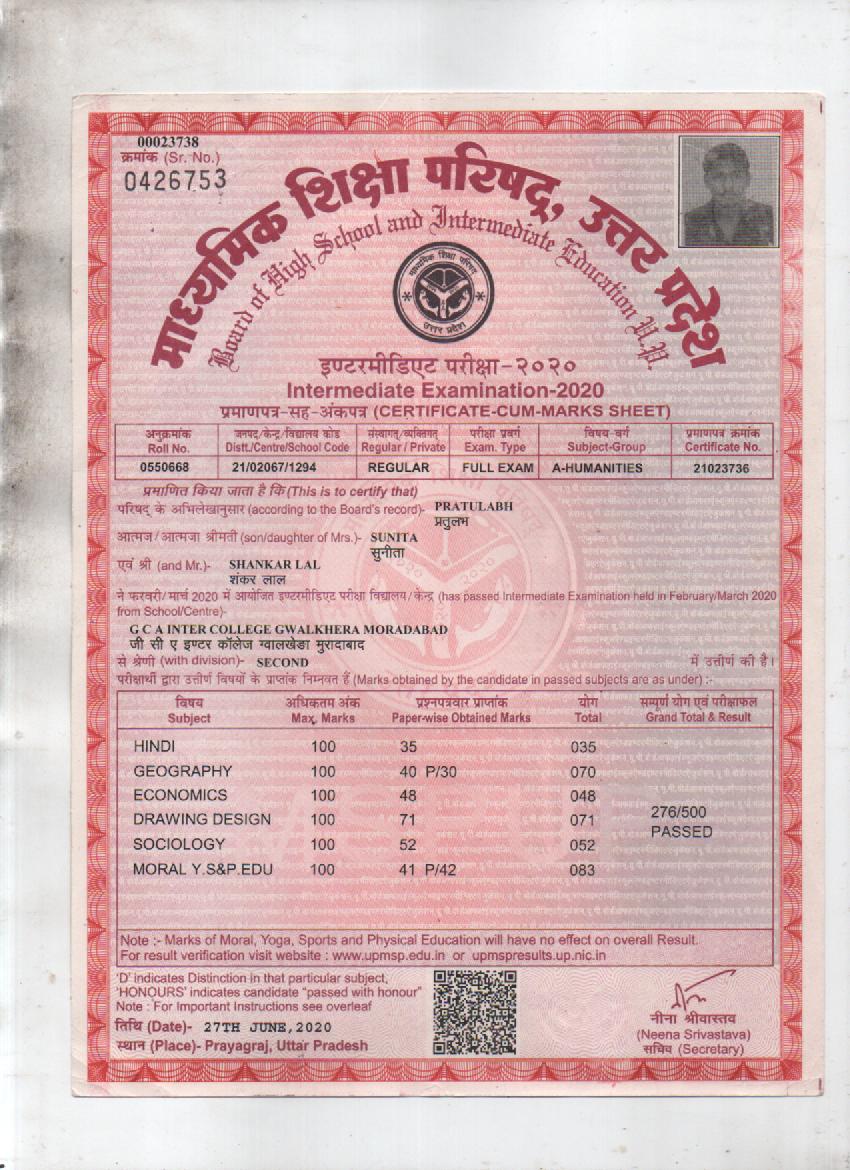 00023738
क्रमांक (Sr. No.)
0426753
माध्यमिक शिक्षा परिषद्, उत्तर प्रदेश
Board of High School and Intermediate Education U.P.
माध्यमिक शिक्षा परिषद
उत्तर प्रदेश
इण्टरमीडिएट परीक्षा-२०२०
Intermediate Examination-2020
प्रमाणपत्र-सह-अंकपत्र (CERTIFICATE-CUM-MARKS SHEET)
अनुक्रमांक जनपद/केन्द्र/विद्यालय कोड संस्थागत/व्यक्तिगत परीक्षा प्रवर्ग विषय-वर्ग प्रमाणपत्र क्रमांक
Roll No. Distt./Centre/School Code Regular / Private Exam. Type Subject-Group Certificate No.
0550668 21/02067/1294 REGULAR FULL EXAM A-HUMANITIES 21023736
प्रमाणित किया जाता है कि (This is to certify that)
परिषद के अभिलेखानुसार (according to the Board's record)- PRATULABH
प्रतुलभ
आत्मज/आत्मजा श्रीमती (son/daughter of Mrs.)- SUNITA
सुनीता
एवं श्री (and Mr.)- SHANKAR LAL
शंकर लाल
ने फरवरी/मार्च 2020 में आयोजित इण्टरमीडिएट परीक्षा विद्यालय/केन्द्र (has passed Intermediate Examination held in February/March 2020
from School/Centre)-
G C A INTER COLLEGE GWALKHERA MORADABAD
जी सी ए इण्टर कॉलेज ग्वालखेडा मुरादाबाद
से श्रेणी (with division)- SECOND में उत्तीर्ण की है।
परीक्षार्थी द्वारा उत्तीर्ण विषयों के प्राप्तांक निम्नवत हैं (Marks obtained by the candidate in passed subjects are as under) :-
विषय अधिकतम अंक प्रश्नपत्रवार प्राप्तांक योग सम्पूर्ण योग एवं परीक्षाफल
Subject Max. Marks Paper-wise Obtained Marks Total Grand Total & Result
HINDI 100 35 035
GEOGRAPHY 100 40 P/30 070
ECONOMICS 100 48 048
DRAWING DESIGN 100 71 071
276/500
PASSED
SOCIOLOGY 100 52 052
MORAL Y.S&P.EDU 100 41 P/42 083
Note :- Marks of Moral, Yoga, Sports and Physical Education will have no effect on overall Result.
For result verification visit website : www.upmsp.edu.in or upmspresults.up.nic.in
'D' indicates Distinction in that particular subject,
'HONOURS' indicates candidate "passed with honour"
Note : For Important Instructions see overleaf
तिथि (Date)- 27TH JUNE,2020
स्थान (Place)- Prayagraj, Uttar Pradesh
नीना श्रीवास्तव
(Neena Srivastava)
सचिव (Secretary)